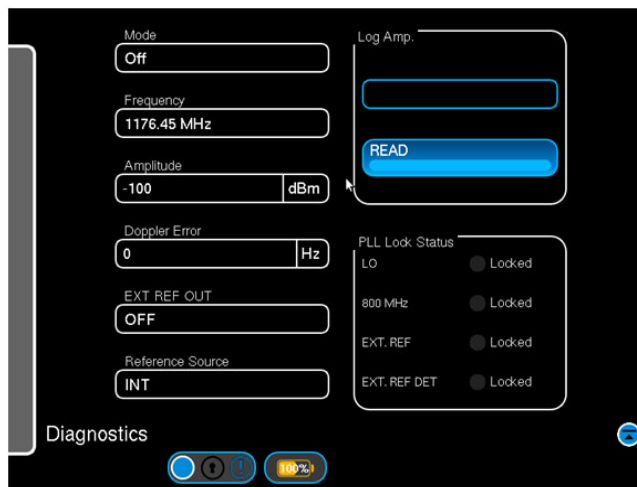 Mode
Off
Frequency
1176.45 MHz
Amplitude
-100 dBm
Doppler Error
0 Hz
EXT REF OUT
OFF
Reference Source
INT
Log Amp.
READ
PLL Lock Status
LO Locked
800 MHz Locked
EXT. REF Locked
EXT. REF DET Locked
Diagnostics
100%